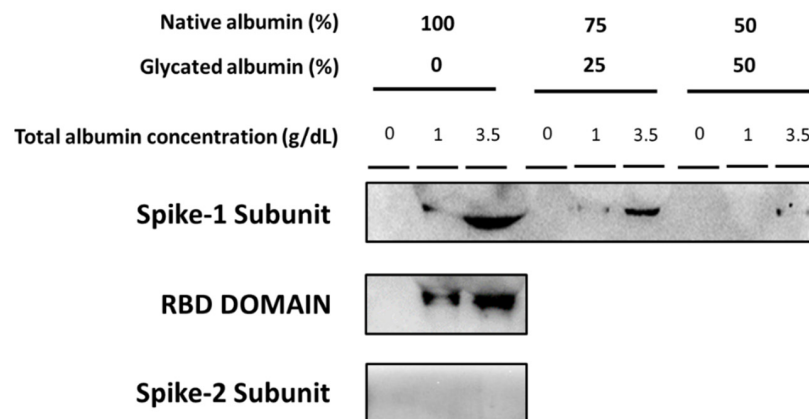 Native albumin (%) 100 75 50
Glycated albumin (%) 0 25 50
Total albumin concentration (g/dL) 0 1 3.5 0 1 3.5 0 1 3.5
Spike-1 Subunit
RBD DOMAIN
Spike-2 Subunit